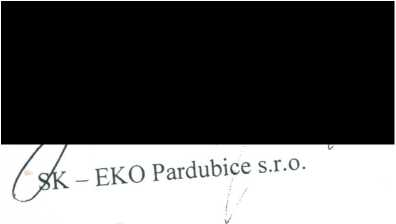 SK – EKO Pardubice s.r.o.